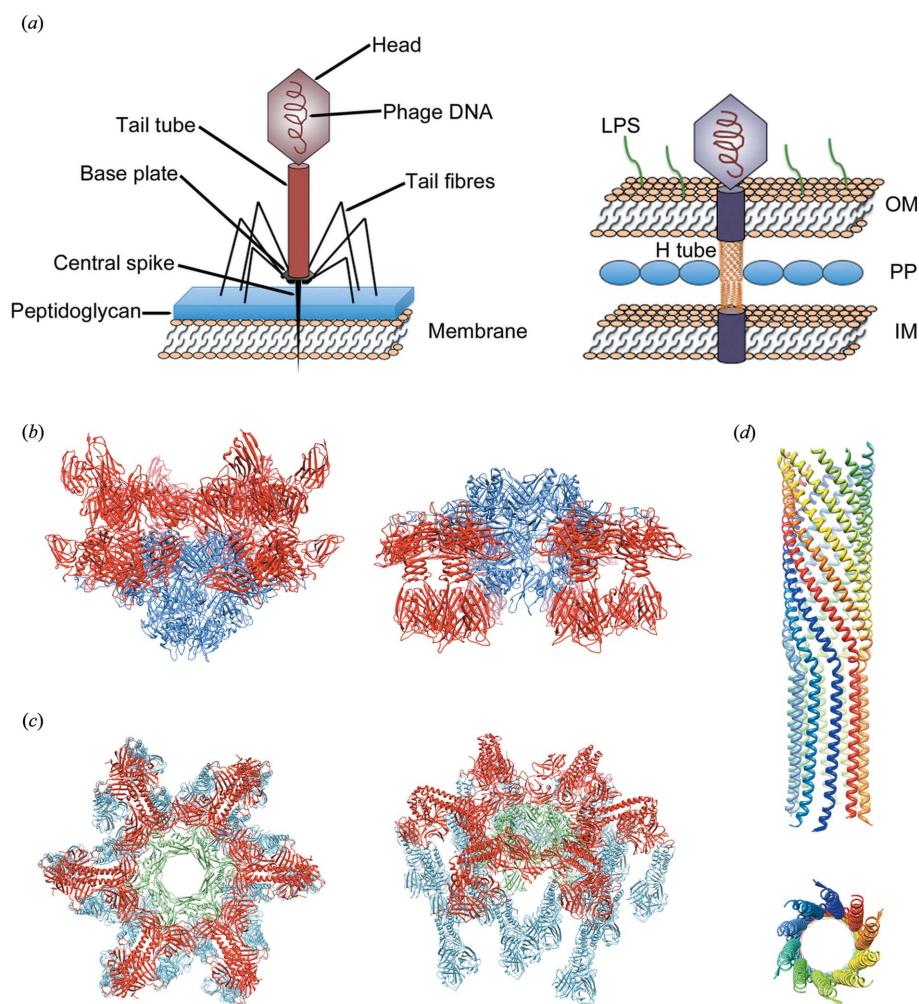 (a)
Head
Phage DNA
Tail tube
Base plate
Tail fibres
Central spike
Peptidoglycan
Membrane
LPS
OM
H tube
PP
IM
(b)
(d)
(c)